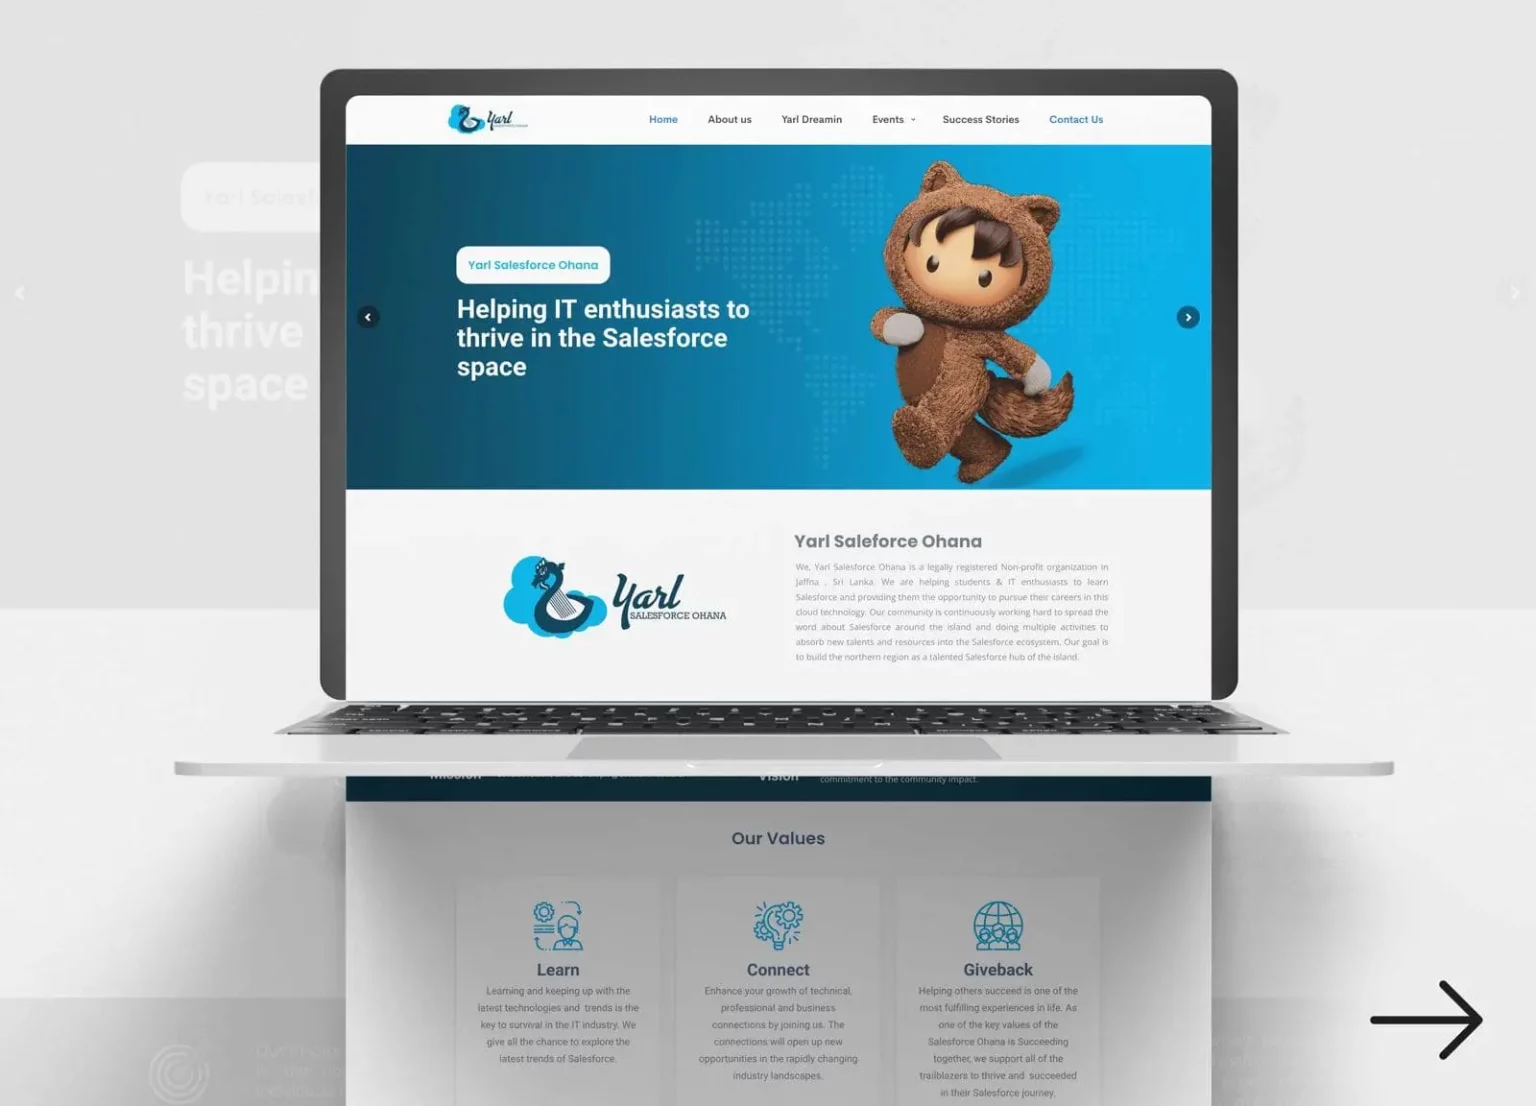 Yarl
Home
About us
Yarl Dreamin
Events
Success Stories
Contact Us
Yarl Salesforce Ohana
Helping IT enthusiasts to
thrive in the Salesforce
space
Yarl Salesf
Helpin
thrive
space
Yarl
SALESFORCE OHANA
Yarl Saleforce Ohana
We, Yarl Salesforce Ohana is a legally registered Non-profit organization in
Jaffna , Sri Lanka. We are helping students & IT enthusiasts to learn
Salesforce and providing them the opportunity to pursue their careers in this
cloud technology. Our community is continuously working hard to spread the
word about Salesforce around the island and doing multiple activities to
absorb new talents and resources into the Salesforce ecosystem. Our goal is
to build the northern region as a talented Salesforce hub of the island.
Mission
Vision
commitment to the community impact.
Our Values
Learn
Learning and keeping up with the
latest technologies and trends is the
key to survival in the IT industry. We
give all the chance to explore the
latest trends of Salesforce.
Connect
Enhance your growth of technical,
professional and business
connections by joining us. The
connections will open up new
opportunities in the rapidly changing
industry landscapes.
Giveback
Helping others succeed is one of the
most fulfilling experiences in life. As
one of the key values of the
Salesforce Ohana is Succeeding
together, we support all of the
trailblazers to thrive and succeeded
in their Salesforce journey.